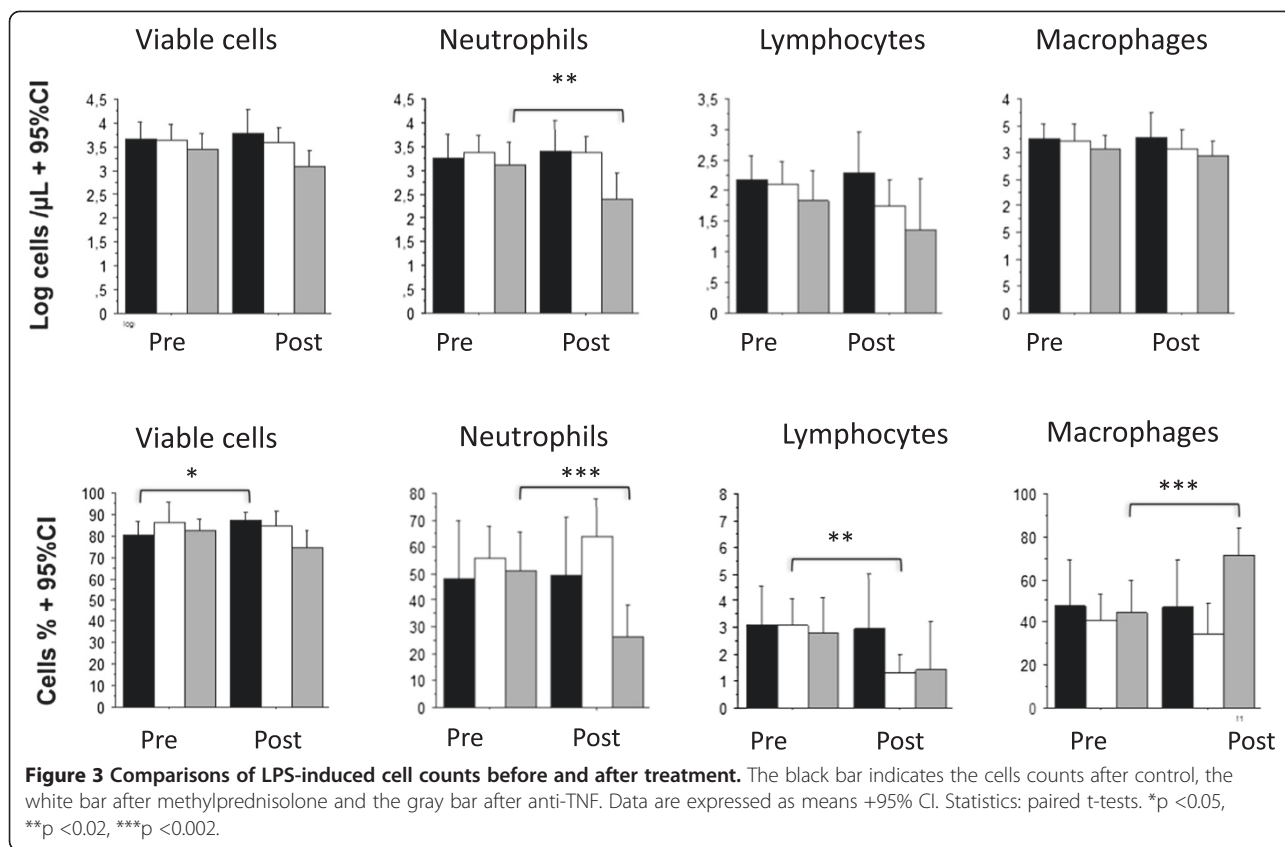 Viable cells Neutrophils Lymphocytes Macrophages
Log cells /µL + 95%CI
**
4,5 4,5 3,5 4
4 4 3 5
3,5 3,5 2,5 3
3 3 2 5
2,5 2,5 1,5 2
2 2 1 5
1,5 1,5 ,5 1
1 1 0 5
,5 ,5 0
0 0
log
Pre Post Pre Post Pre Post Pre Post
Viable cells Neutrophils Lymphocytes Macrophages
Cells % + 95%CI
* *** ** ***
100 80 8 100
90 70 7 80
80 60 6 60
70 50 5 40
60 40 4 20
50 30 3 0
40 20 2
30 10 1
20 0 0
10
0
Pre Post Pre Post Pre Post Pre Post
Figure 3 Comparisons of LPS-induced cell counts before and after treatment. The black bar indicates the cells counts after control, the
white bar after methylprednisolone and the gray bar after anti-TNF. Data are expressed as means +95% CI. Statistics: paired t-tests. *p <0.05,
**p <0.02, ***p <0.002.